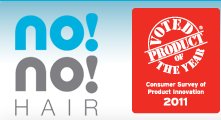 no!
no!
HAIR
VOTED
PRODUCT
OF
THE YEAR
Consumer Survey of
Product Innovation
2011